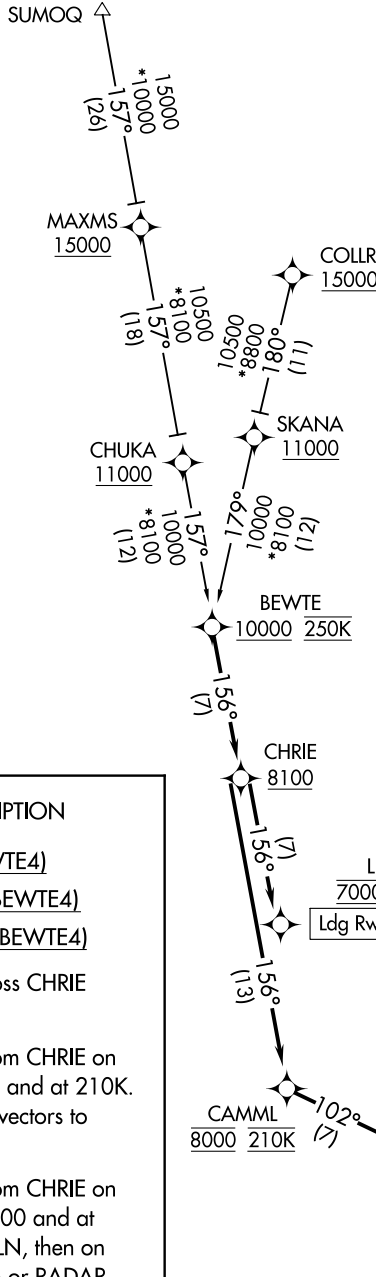 SUMOQ
15000
*10000
157°
(26)
MAXMS
15000
COLLR
15000
10500
*8100
157°
(18)
10500
*8800
180°
(11)
SKANA
11000
CHUKA
11000
10000
*8100
157°
(12)
179°
10000
*8100
(12)
BEWTE
10000 250K
156°
(7)
CHRIE
8100
(7)
156°
L
7000
Ldg Rw
156°
(13)
CAMML
8000 210K
102°
(7)
IPTION
VTE4)
BEWTE4)
BEWTE4)
oss CHRIE
om CHRIE on
and at 210K.
vectors to
om CHRIE on
00 and at
LN, then on
or RADAR